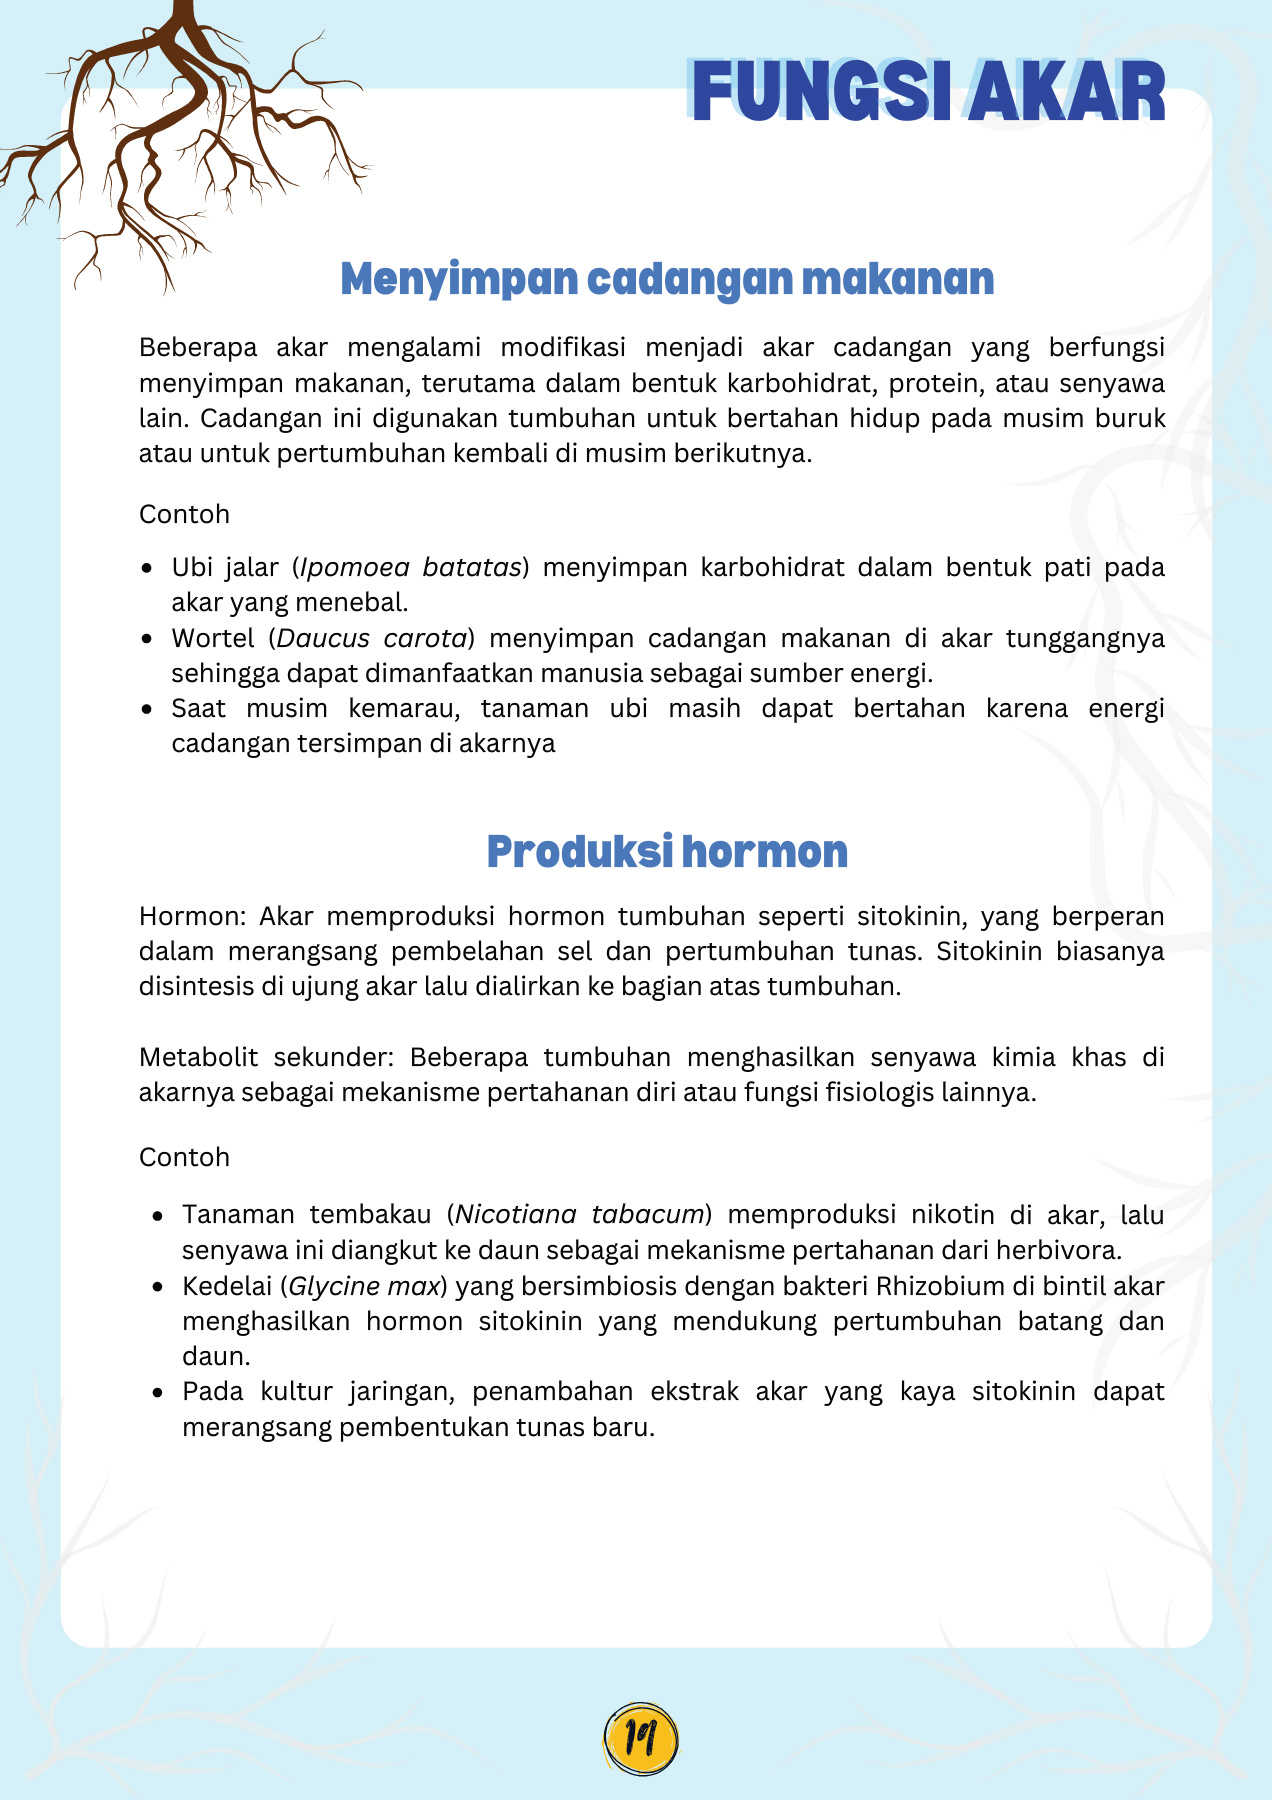 FUNGSI AKAR
Menyimpan cadangan makanan
Beberapa akar mengalami modifikasi menjadi akar cadangan yang berfungsi
menyimpan makanan, terutama dalam bentuk karbohidrat, protein, atau senyawa
lain. Cadangan ini digunakan tumbuhan untuk bertahan hidup pada musim buruk
atau untuk pertumbuhan kembali di musim berikutnya.
Contoh
• Ubi jalar (Ipomoea batatas) menyimpan karbohidrat dalam bentuk pati pada
akar yang menebal.
• Wortel (Daucus carota) menyimpan cadangan makanan di akar tunggangnya
sehingga dapat dimanfaatkan manusia sebagai sumber energi.
• Saat musim kemarau, tanaman ubi masih dapat bertahan karena energi
cadangan tersimpan di akarnya
Produksi hormon
Hormon: Akar memproduksi hormon tumbuhan seperti sitokinin, yang berperan
dalam merangsang pembelahan sel dan pertumbuhan tunas. Sitokinin biasanya
disintesis di ujung akar lalu dialirkan ke bagian atas tumbuhan.
Metabolit sekunder: Beberapa tumbuhan menghasilkan senyawa kimia khas di
akarnya sebagai mekanisme pertahanan diri atau fungsi fisiologis lainnya.
Contoh
• Tanaman tembakau (Nicotiana tabacum) memproduksi nikotin di akar, lalu
senyawa ini diangkut ke daun sebagai mekanisme pertahanan dari herbivora.
• Kedelai (Glycine max) yang bersimbiosis dengan bakteri Rhizobium di bintil akar
menghasilkan hormon sitokinin yang mendukung pertumbuhan batang dan
daun.
• Pada kultur jaringan, penambahan ekstrak akar yang kaya sitokinin dapat
merangsang pembentukan tunas baru.
19